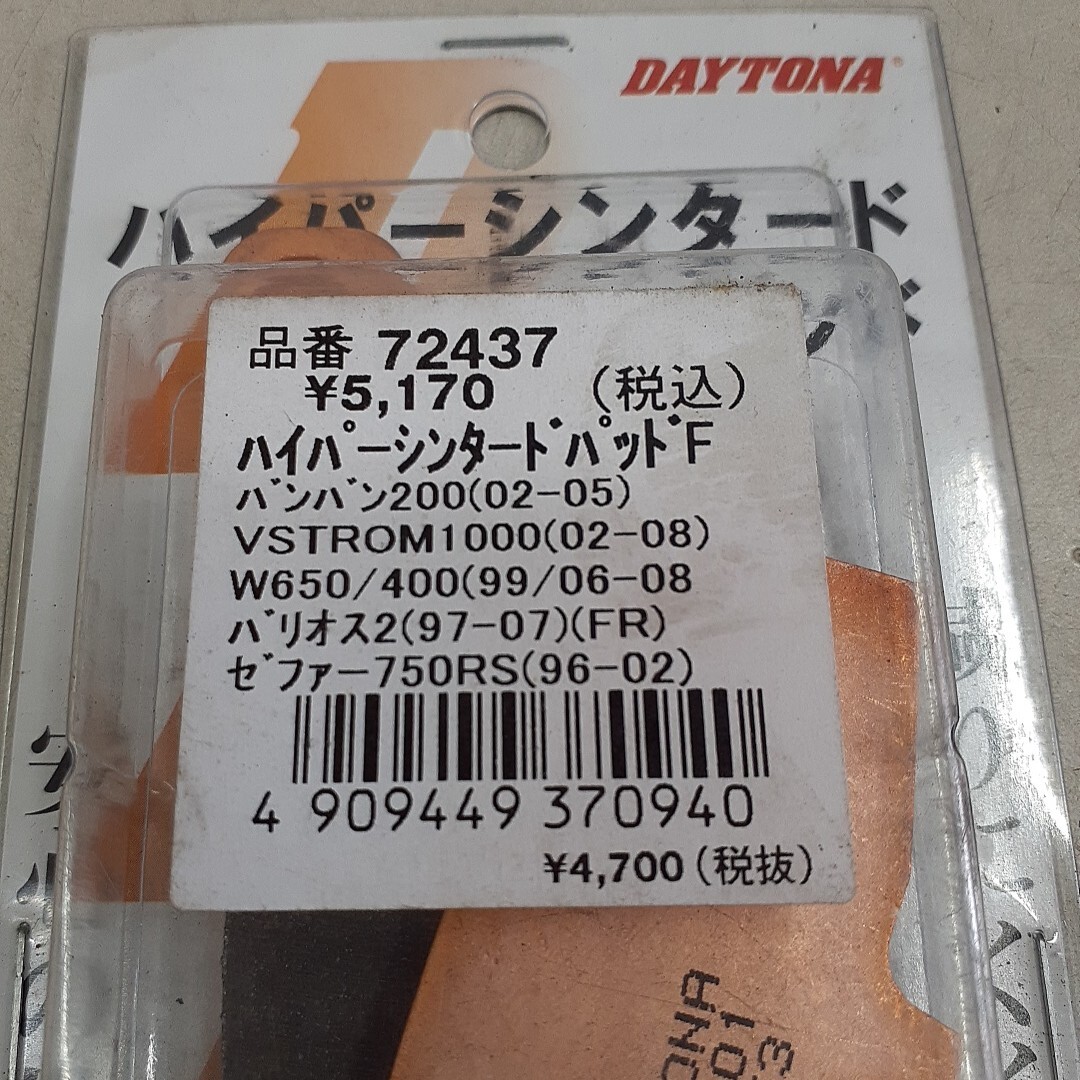 DAYTONA
ハイパーシンタード
品番 72437
¥5,170 (税込)
ﾊｲﾊﾟｰｼﾝﾀｰﾄﾞﾊﾟｯﾄﾞF
ﾊﾞﾝﾊﾞﾝ200(02-05)
VSTROM1000(02-08)
W650/400(99/06-08
ﾊﾞﾘｵｽ2(97-07)(FR)
ｾﾞﾌｧｰ750RS(96-02)
4 909449 370940
¥4,700(税抜)